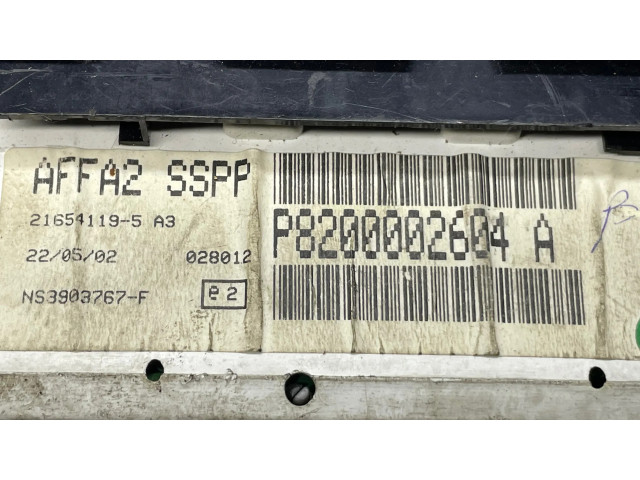 AFFA2 SSPP
21654119-5 A3
22/05/02 028012
NS3903767-F e2
P8200002604 A